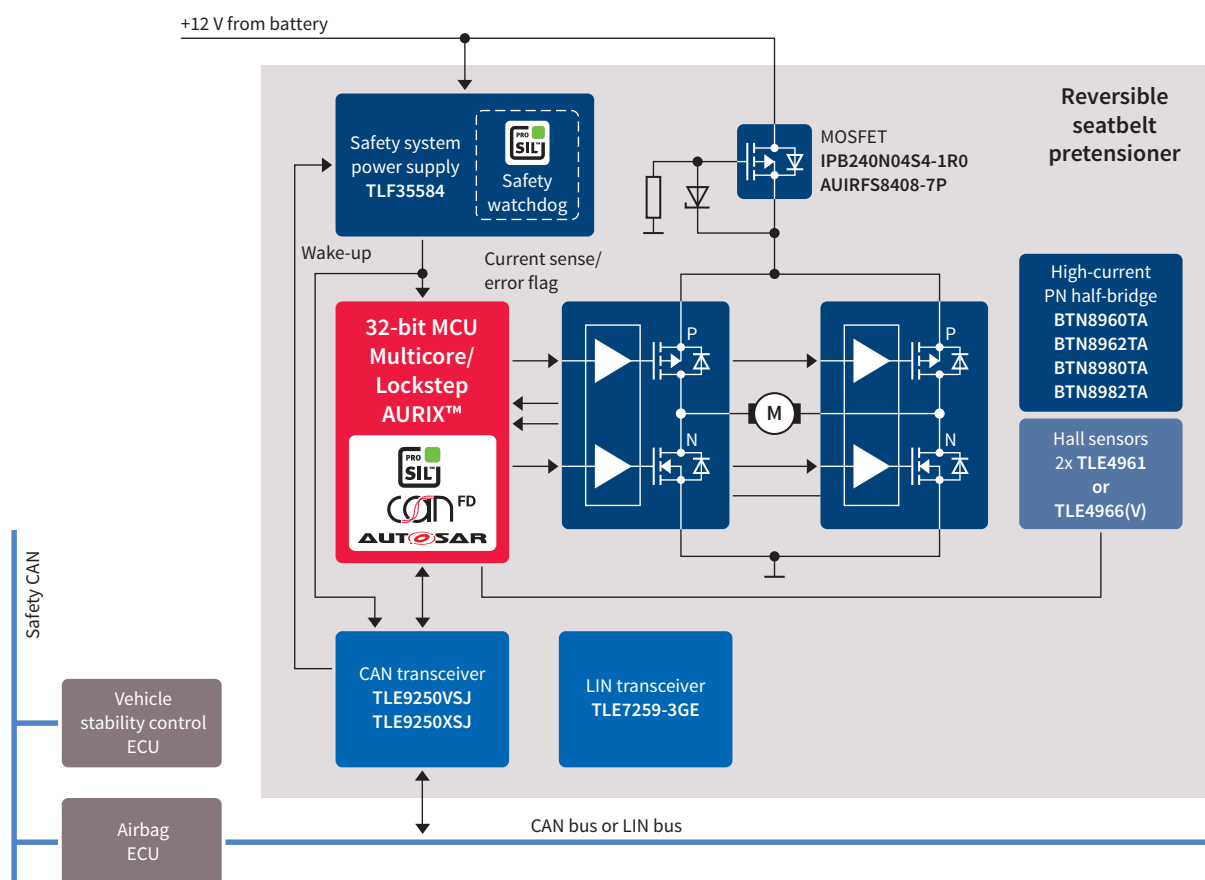 +12 V from battery
Reversible
seatbelt
pretensioner
Safety system
power supply
TLF35584
PRO
SIL™
Safety
watchdog
MOSFET
IPB240N04S4-1R0
AUIRFS8408-7P
Wake-up
Current sense/
error flag
32-bit MCU
Multicore/
Lockstep
AURIX™
PRO
SIL™
CAN FD
AUTOSAR
P
N
M
P
N
High-current
PN half-bridge
BTN8960TA
BTN8962TA
BTN8980TA
BTN8982TA
Hall sensors
2x TLE4961
or
TLE4966(V)
Safety CAN
CAN transceiver
TLE9250VSJ
TLE9250XSJ
LIN transceiver
TLE7259-3GE
Vehicle
stability control
ECU
Airbag
ECU
CAN bus or LIN bus